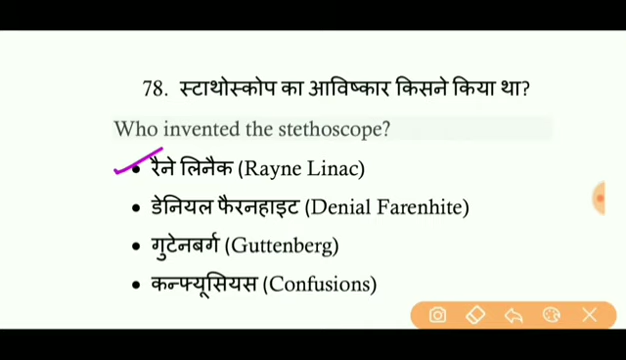 78. स्टाथोस्कोप का आविष्कार किसने किया था?
Who invented the stethoscope?
• रैने लिनैक (Rayne Linac)
• डेनियल फैरनहाइट (Denial Farenhite)
• गुटेनबर्ग (Guttenberg)
• कन्फ्यूसियस (Confusions)